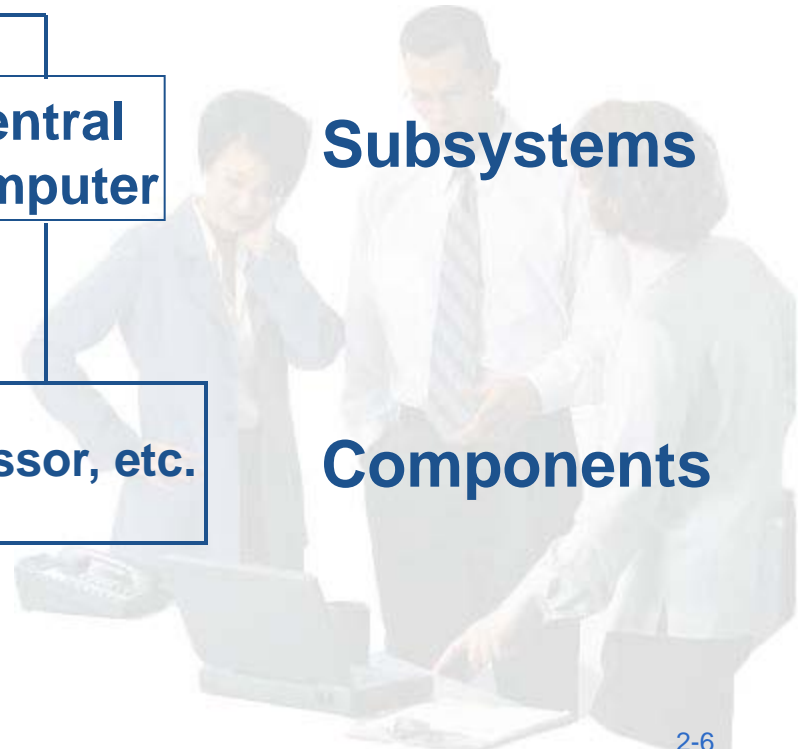 entral
mputer
Subsystems
ssor, etc.
Components
2-6